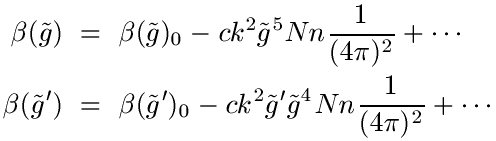 β(g̃) = β(g̃)₀ − ck²g̃⁵Nn 1/(4π)² + ⋯
β(g̃′) = β(g̃′)₀ − ck²g̃′g̃⁴Nn 1/(4π)² + ⋯